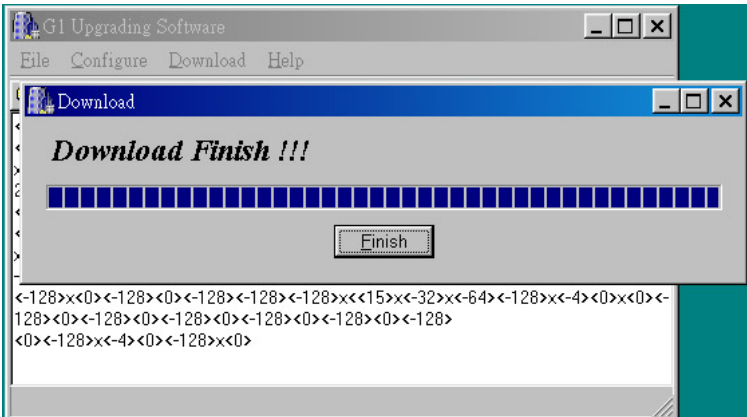 G1 Upgrading Software
File Configure Download Help
Download
Download Finish !!!
Finish
<-128>x<0><-128><0><-128><-128><-128>x<<15>x<-32>x<-64><-128>x<-4><0>x<0><-
128><0><-128><0><-128><0><-128><0><-128><0><-128>
<0><-128>x<-4><0><-128>x<0>